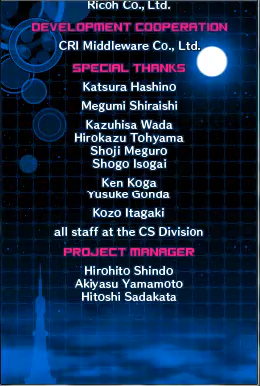 Ricoh Co., Ltd.
DEVELOPMENT COOPERATION
CRI Middleware Co., Ltd.
SPECIAL THANKS
Katsura Hashino
Megumi Shiraishi
Kazuhisa Wada
Hirokazu Tohyama
Shoji Meguro
Shogo Isogai
Ken Koga
Yusuke Gonda
Kozo Itagaki
all staff at the CS Division
PROJECT MANAGER
Hirohito Shindo
Akiyasu Yamamoto
Hitoshi Sadakata